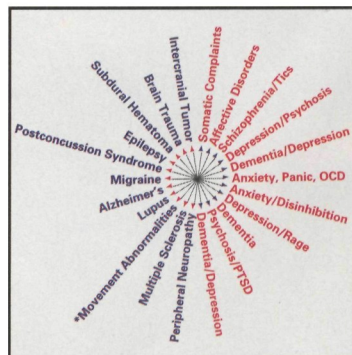 Intercranial Tumor
Brain Trauma
Subdural Hematoma
Epilepsy
Postconcussion Syndrome
Migraine
Alzheimer's
Lupus
*Movement Abnormalities
Multiple Sclerosis
Peripheral Neuropathy
Somatic Complaints
Affective Disorders
Schizophrenia/Tics
Depression/Psychosis
Dementia/Depression
Anxiety, Panic, OCD
Anxiety/Disinhibition
Depression/Rage
Dementia
Psychosis/PTSD
Dementia/Depression